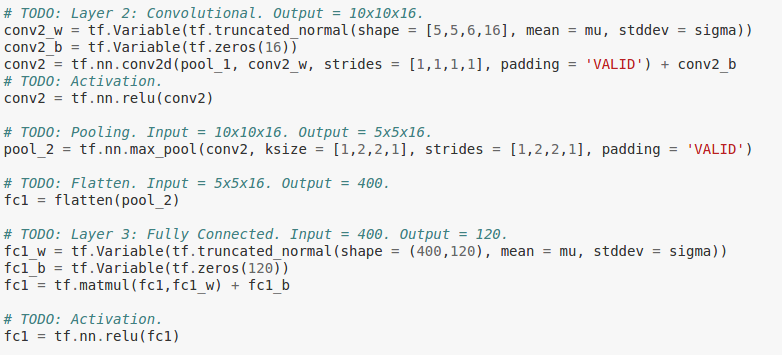 # TODO: Layer 2: Convolutional. Output = 10x10x16.
conv2_w = tf.Variable(tf.truncated_normal(shape = [5,5,6,16], mean = mu, stddev = sigma))
conv2_b = tf.Variable(tf.zeros(16))
conv2 = tf.nn.conv2d(pool_1, conv2_w, strides = [1,1,1,1], padding = 'VALID') + conv2_b
# TODO: Activation.
conv2 = tf.nn.relu(conv2)
# TODO: Pooling. Input = 10x10x16. Output = 5x5x16.
pool_2 = tf.nn.max_pool(conv2, ksize = [1,2,2,1], strides = [1,2,2,1], padding = 'VALID')
# TODO: Flatten. Input = 5x5x16. Output = 400.
fc1 = flatten(pool_2)
# TODO: Layer 3: Fully Connected. Input = 400. Output = 120.
fc1_w = tf.Variable(tf.truncated_normal(shape = (400,120), mean = mu, stddev = sigma))
fc1_b = tf.Variable(tf.zeros(120))
fc1 = tf.matmul(fc1,fc1_w) + fc1_b
# TODO: Activation.
fc1 = tf.nn.relu(fc1)